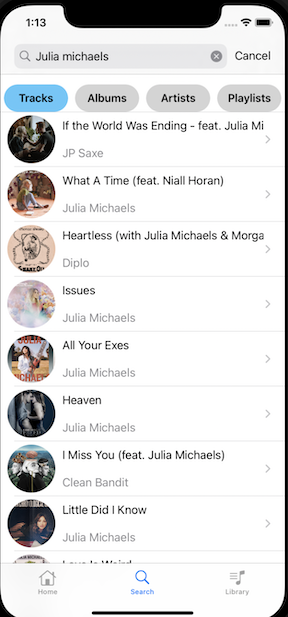 1:13
Julia michaels
Cancel
Tracks
Albums
Artists
Playlists
If the World Was Ending - feat. Julia Mi
JP Saxe
What A Time (feat. Niall Horan)
Julia Michaels
Heartless (with Julia Michaels & Morga
Diplo
Issues
Julia Michaels
All Your Exes
Julia Michaels
Heaven
Julia Michaels
I Miss You (feat. Julia Michaels)
Clean Bandit
Little Did I Know
Julia Michaels
Love Is Weird
Home
Search
Library